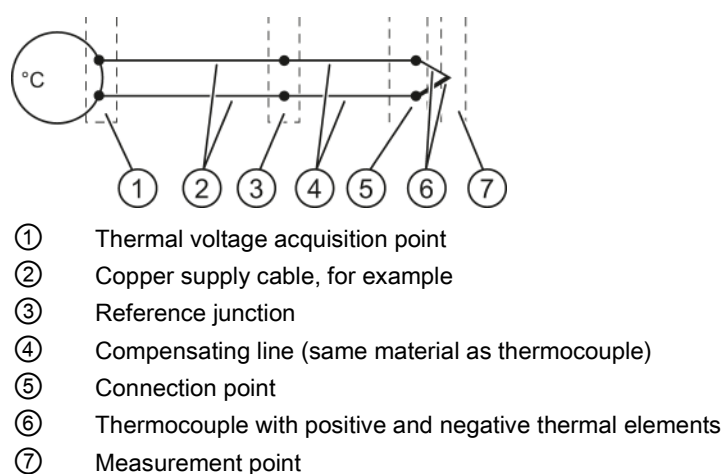 °C
① ② ③ ④ ⑤ ⑥ ⑦
① Thermal voltage acquisition point
② Copper supply cable, for example
③ Reference junction
④ Compensating line (same material as thermocouple)
⑤ Connection point
⑥ Thermocouple with positive and negative thermal elements
⑦ Measurement point